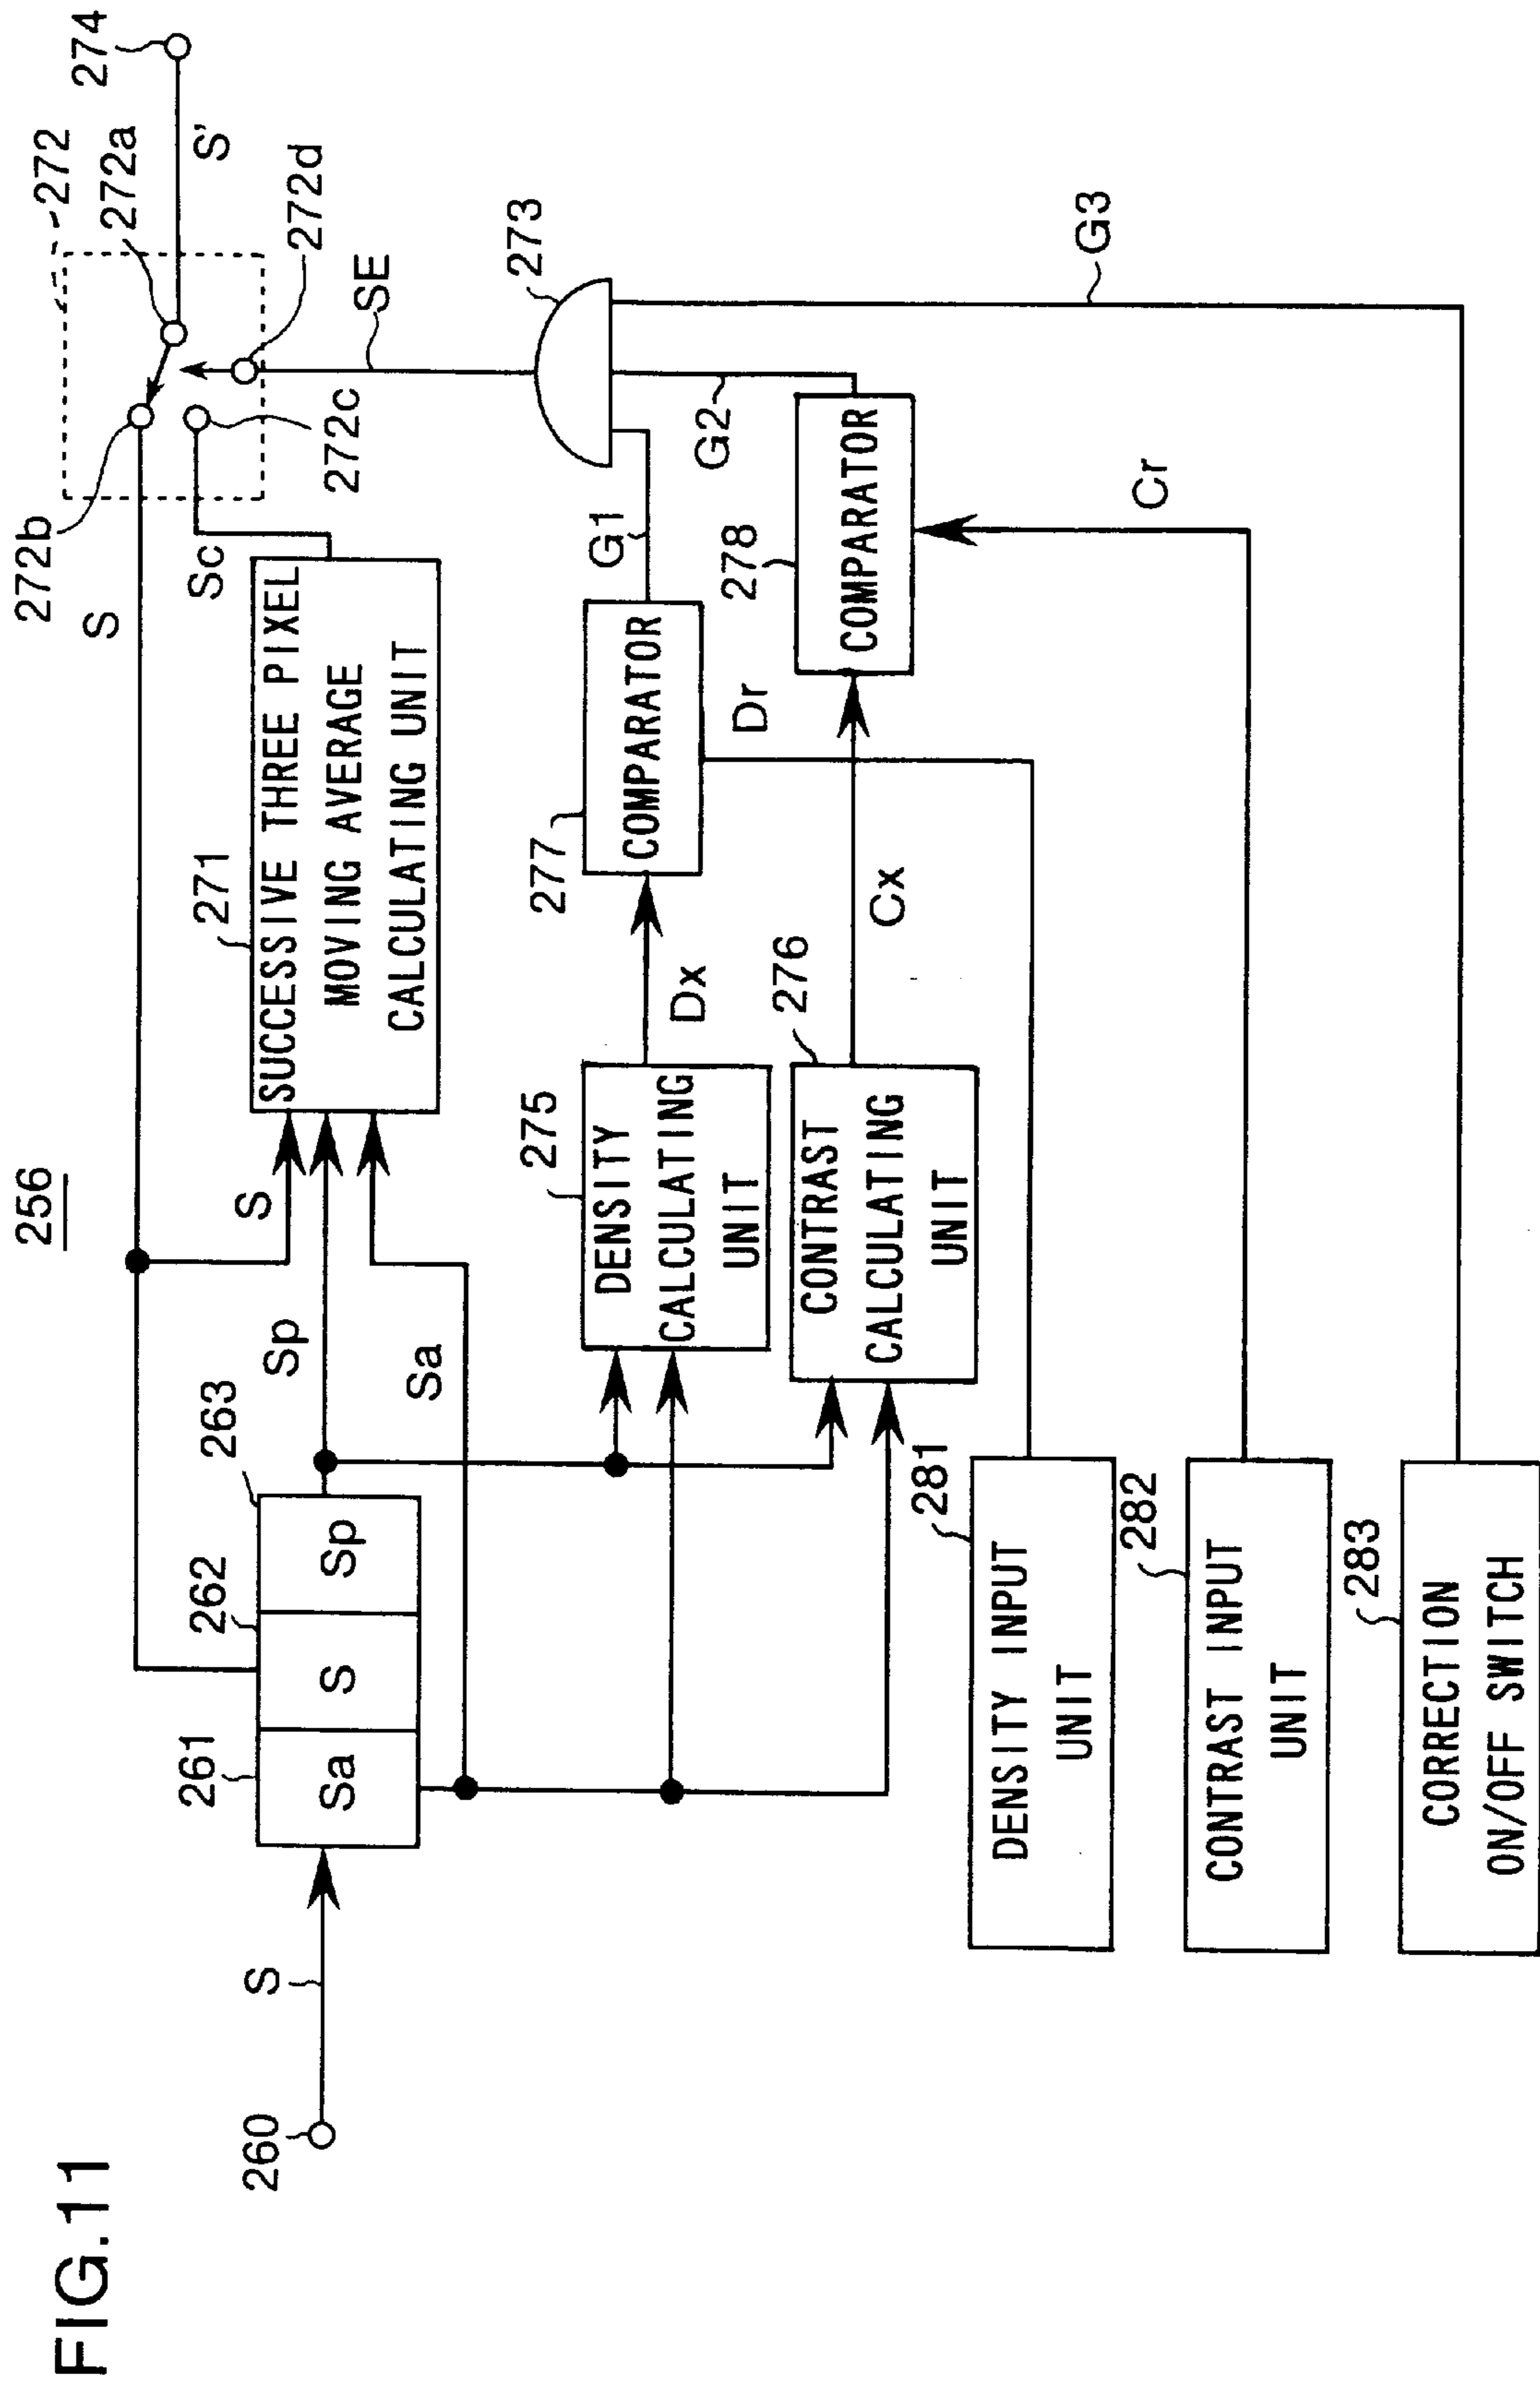 FIG.11
256
260
S
261
262
263
Sa
S
Sp
S
Sp
Sa
S
271
SUCCESSIVE THREE PIXEL
MOVING AVERAGE
CALCULATING UNIT
Sc
272b
272
272a
272c
272d
S'
274
SE
273
275
DENSITY
CALCULATING
UNIT
Dx
277
COMPARATOR
G1
Dr
276
CONTRAST
CALCULATING
UNIT
Cx
278
COMPARATOR
G2
Cr
G3
281
DENSITY INPUT
UNIT
282
CONTRAST INPUT
UNIT
283
CORRECTION
ON/OFF SWITCH